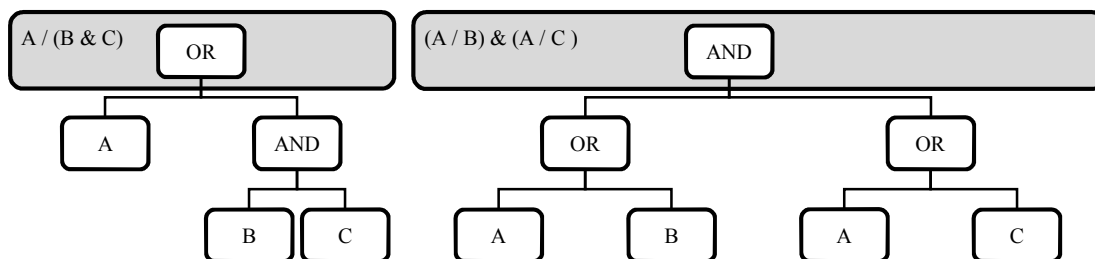 A / (B & C)
OR
A
AND
B
C
(A / B) & (A / C )
AND
OR
OR
A
B
A
C